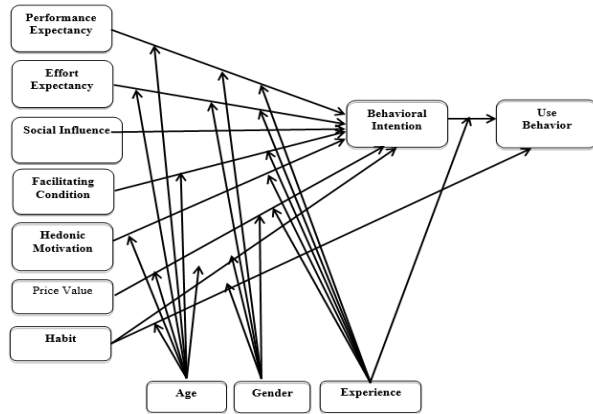 Performance
Expectancy
Effort
Expectancy
Social Influence
Facilitating
Condition
Hedonic
Motivation
Price Value
Habit
Behavioral
Intention
Use
Behavior
Age
Gender
Experience